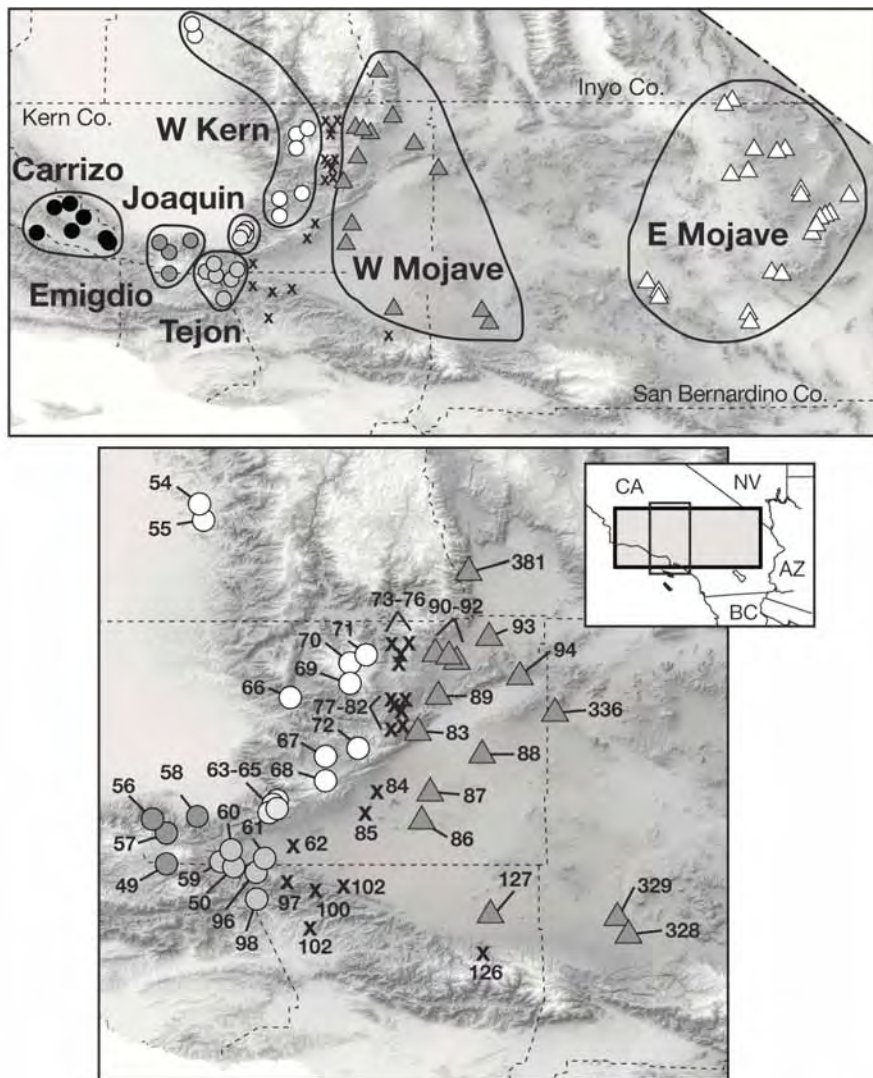 Inyo Co.
Kern Co.
W Kern
Carrizo
Joaquin
E Mojave
W Mojave
Emigdio
Tejon
San Bernardino Co.
x x x x x x x x x x x x x x x x
54
55
CA
NV
AZ
BC
381
73-76
90-92
93
71
70
94
69
66
89
77-82
336
72
83
67
88
63-65
68
58
84
87
56
60
61
85
86
57
62
59
49
102
127
329
50
97
100
96
328
98
102
126
x x x x x x x x x x x x x x x x x x